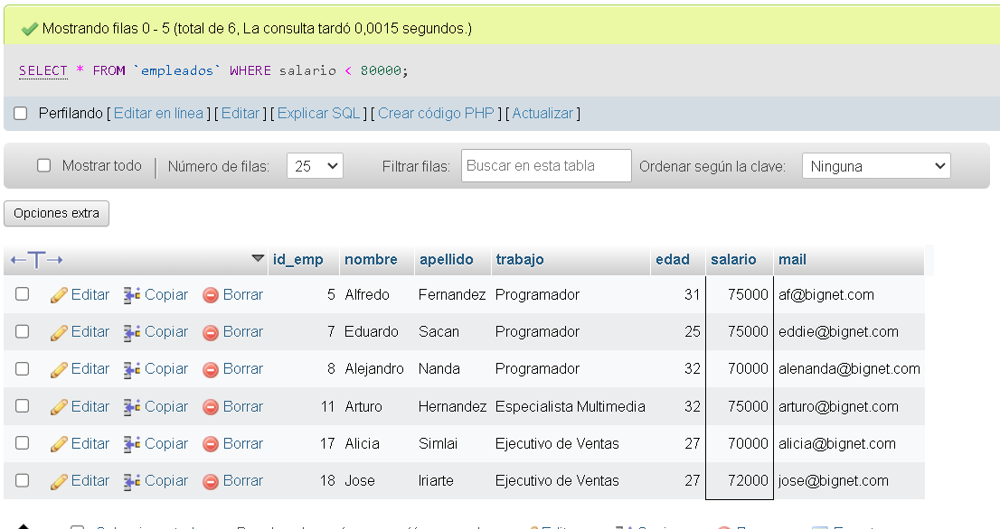 Mostrando filas 0 - 5 (total de 6, La consulta tardó 0,0015 segundos.)
SELECT * FROM `empleados` WHERE salario < 80000;
Perfilando [ Editar en línea ] [ Editar ] [ Explicar SQL ] [ Crear código PHP ] [ Actualizar ]
Mostrar todo Número de filas: 25 Filtrar filas: Buscar en esta tabla Ordenar según la clave: Ninguna
Opciones extra
id_emp nombre apellido trabajo edad salario mail
Editar Copiar Borrar 5 Alfredo Fernandez Programador 31 75000 af@bignet.com
Editar Copiar Borrar 7 Eduardo Sacan Programador 25 75000 eddie@bignet.com
Editar Copiar Borrar 8 Alejandro Nanda Programador 32 70000 alenanda@bignet.com
Editar Copiar Borrar 11 Arturo Hernandez Especialista Multimedia 32 75000 arturo@bignet.com
Editar Copiar Borrar 17 Alicia Simlai Ejecutivo de Ventas 27 70000 alicia@bignet.com
Editar Copiar Borrar 18 Jose Iriarte Ejecutivo de Ventas 27 72000 jose@bignet.com